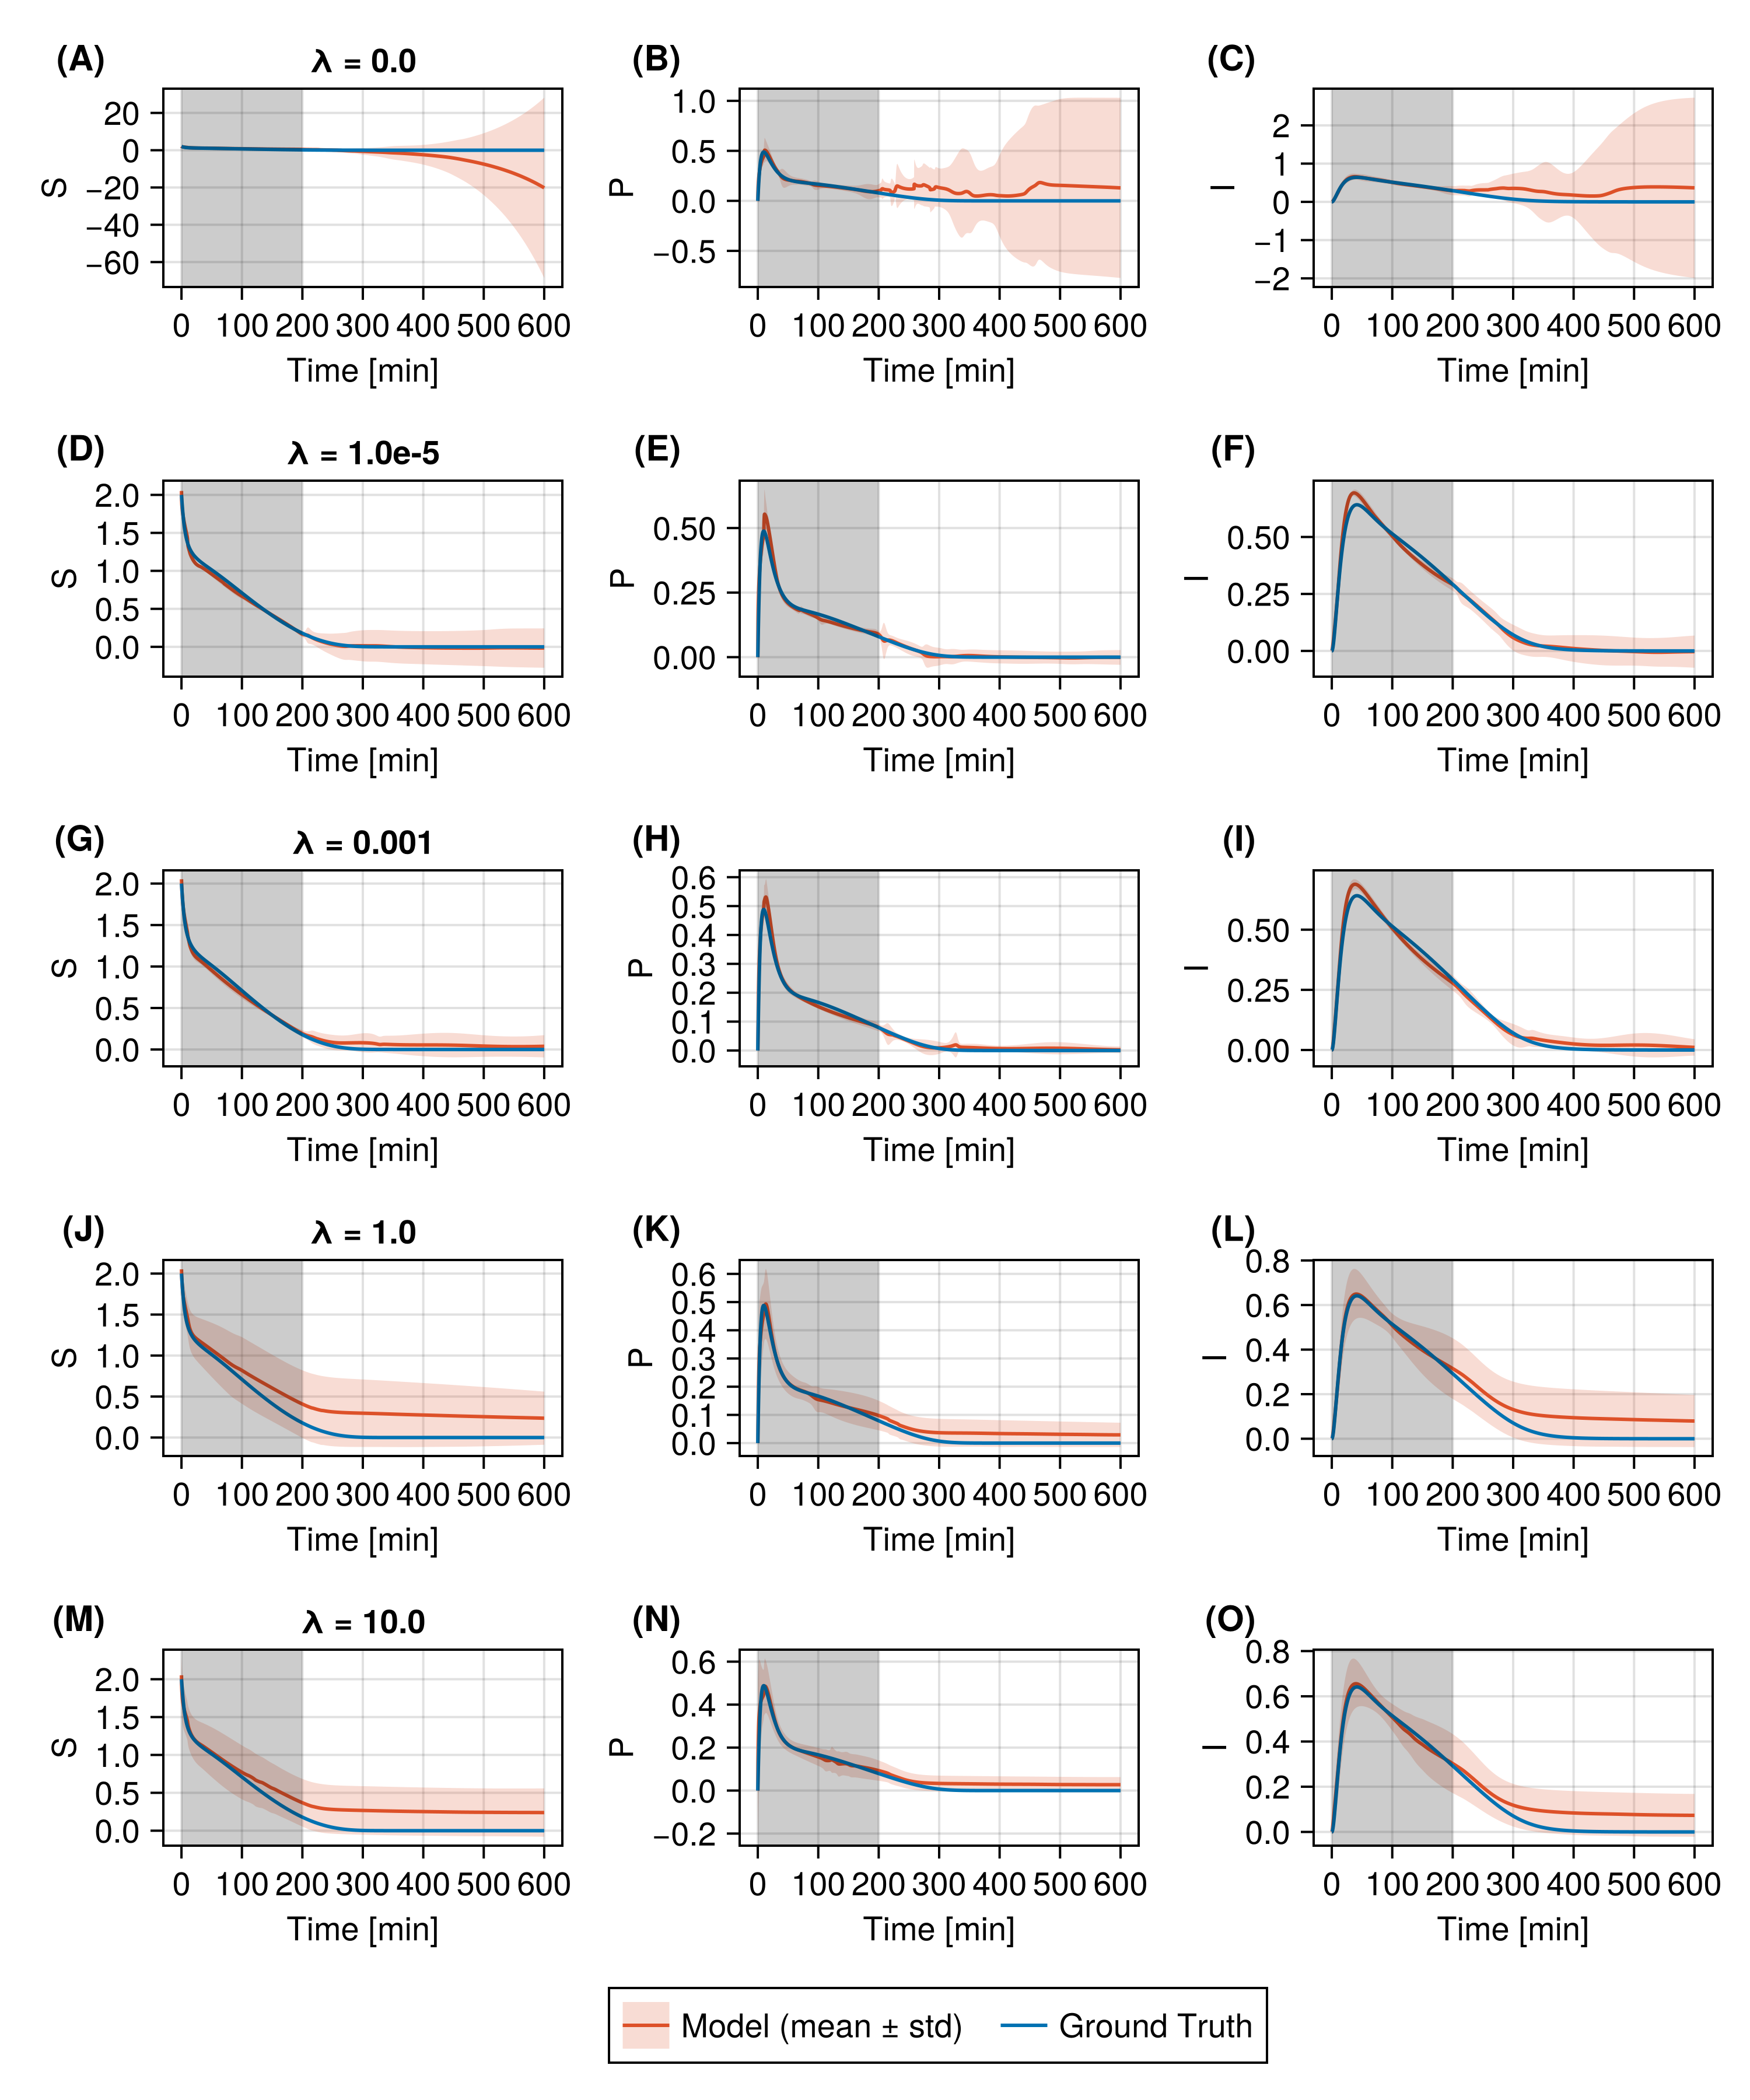 (A) λ = 0.0 (B) (C)
S
20
0
−20
−40
−60
0 100 200 300 400 500 600
Time [min]
P
1.0
0.5
0.0
−0.5
0 100 200 300 400 500 600
Time [min]
I
2
1
0
−1
−2
0 100 200 300 400 500 600
Time [min]
(D) λ = 1.0e-5 (E) (F)
S
2.0
1.5
1.0
0.5
0.0
0 100 200 300 400 500 600
Time [min]
P
0.50
0.25
0.00
0 100 200 300 400 500 600
Time [min]
I
0.50
0.25
0.00
0 100 200 300 400 500 600
Time [min]
(G) λ = 0.001 (H) (I)
S
2.0
1.5
1.0
0.5
0.0
0 100 200 300 400 500 600
Time [min]
P
0.6
0.5
0.4
0.3
0.2
0.1
0.0
0 100 200 300 400 500 600
Time [min]
I
0.50
0.25
0.00
0 100 200 300 400 500 600
Time [min]
(J) λ = 1.0 (K) (L)
S
2.0
1.5
1.0
0.5
0.0
0 100 200 300 400 500 600
Time [min]
P
0.6
0.5
0.4
0.3
0.2
0.1
0.0
0 100 200 300 400 500 600
Time [min]
I
0.8
0.6
0.4
0.2
0.0
0 100 200 300 400 500 600
Time [min]
(M) λ = 10.0 (N) (O)
S
2.0
1.5
1.0
0.5
0.0
0 100 200 300 400 500 600
Time [min]
P
0.6
0.4
0.2
0.0
−0.2
0 100 200 300 400 500 600
Time [min]
I
0.8
0.6
0.4
0.2
0.0
0 100 200 300 400 500 600
Time [min]
Model (mean ± std) Ground Truth